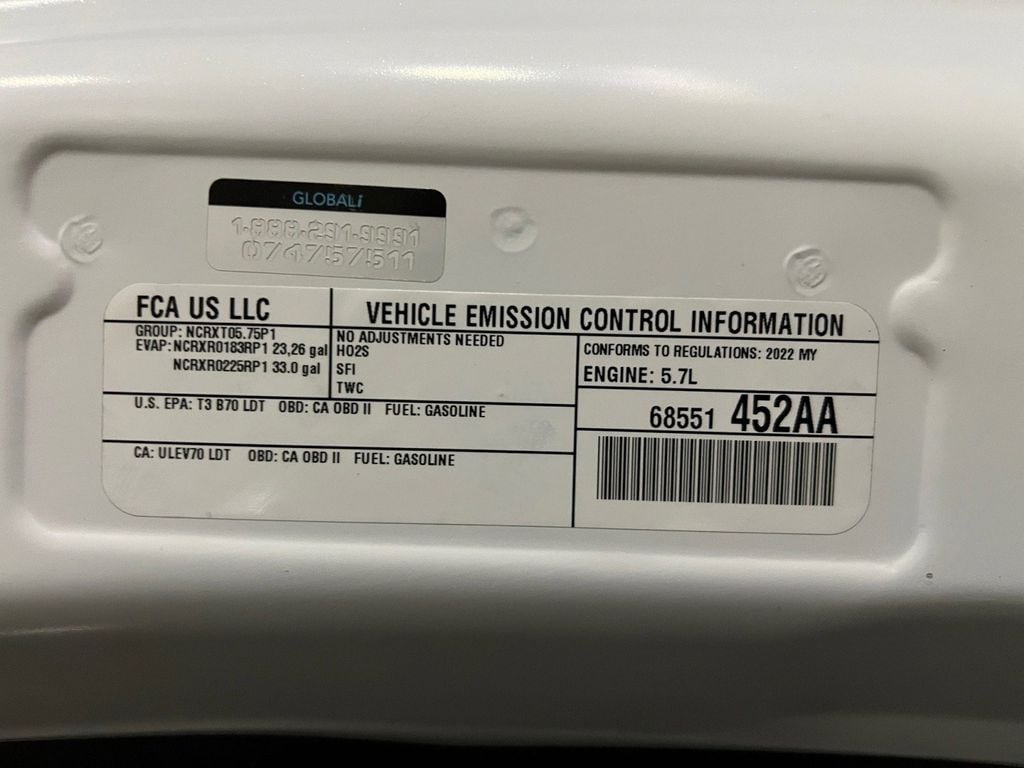 GLOBALi
1-888-291-9991
074757511
FCA US LLC
VEHICLE EMISSION CONTROL INFORMATION
GROUP: NCRXT05.75P1
EVAP: NCRXR0183RP1 23,26 gal
NCRXR0225RP1 33.0 gal
NO ADJUSTMENTS NEEDED
HO2S
SFI
TWC
CONFORMS TO REGULATIONS: 2022 MY
ENGINE: 5.7L
U.S. EPA: T3 B70 LDT OBD: CA OBD II FUEL: GASOLINE
68551 452AA
CA: ULEV70 LDT OBD: CA OBD II FUEL: GASOLINE